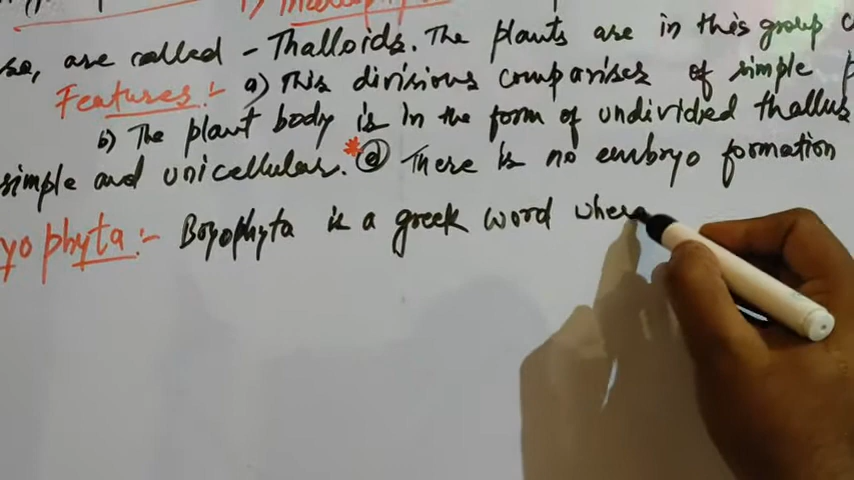 so, are called - Thalloids. The plants are in this group
Features :- a) This divisions comparises of simple
b) The plant body is in the form of undivided thallus
simple and unicellular. * d There is no embryo formation
yophyta :- Boyophyta is a greek word where